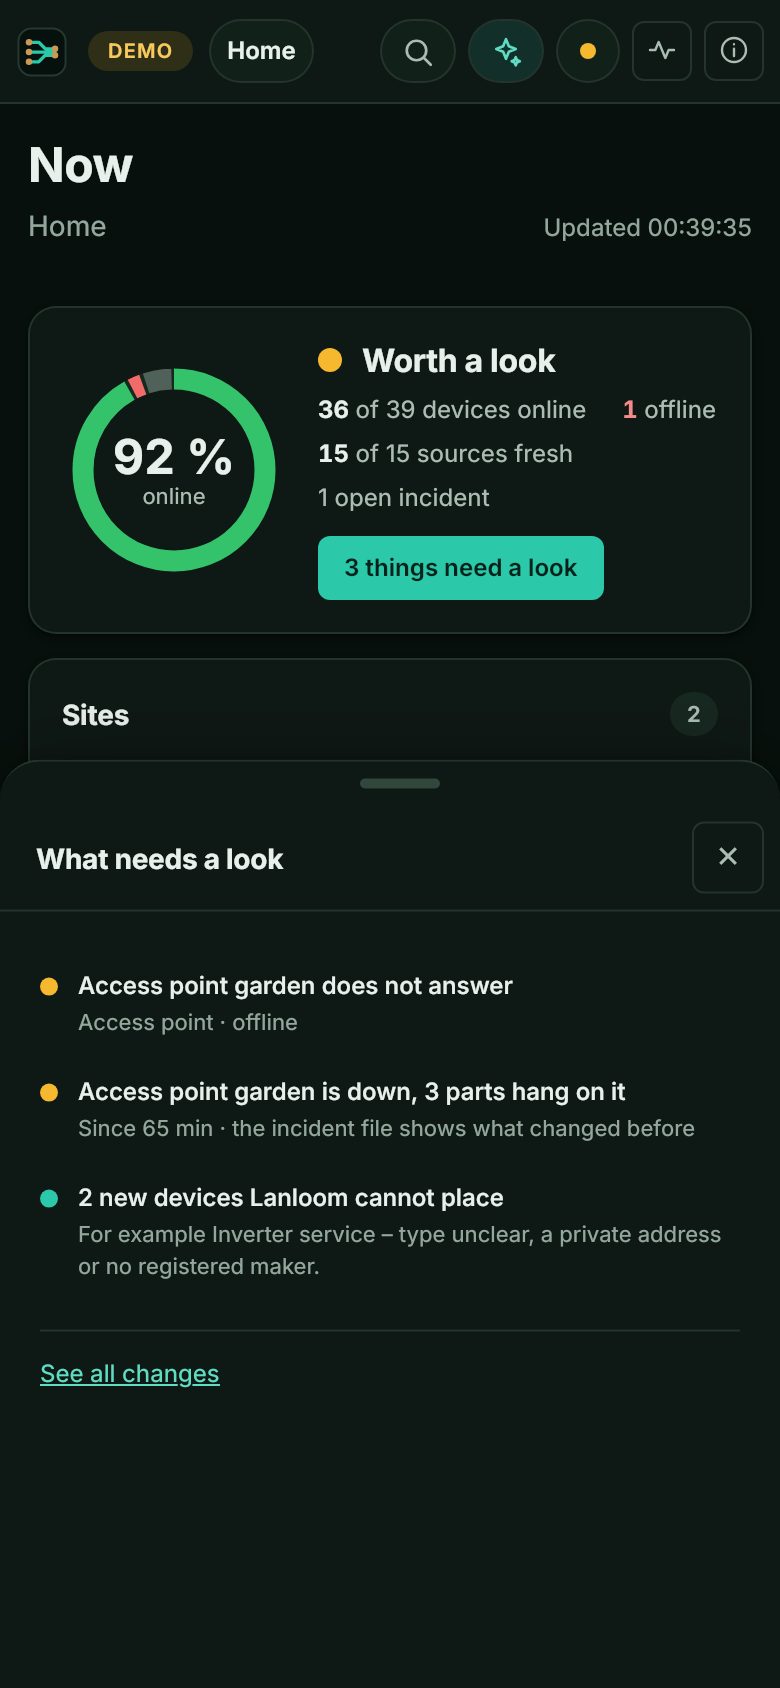 DEMO
Home
Now
Home
Updated 00:39:35
92 %
online
Worth a look
36 of 39 devices online 1 offline
15 of 15 sources fresh
1 open incident
3 things need a look
Sites
2
What needs a look
Access point garden does not answer
Access point · offline
Access point garden is down, 3 parts hang on it
Since 65 min · the incident file shows what changed before
2 new devices Lanloom cannot place
For example Inverter service – type unclear, a private address
or no registered maker.
See all changes